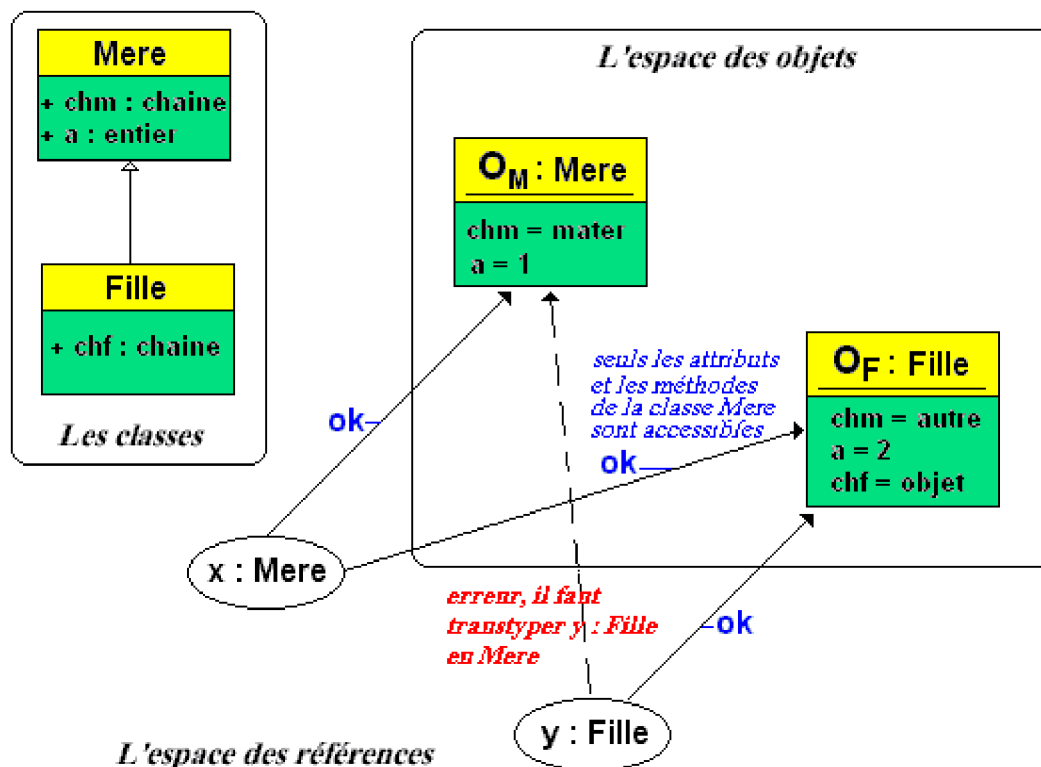 Mere
+ chm : chaine
+ a : entier
Fille
+ chf : chaine
Les classes
L'espace des objets
OM : Mere
chm = mater
a = 1
seuls les attributs
et les méthodes
de la classe Mere
sont accessibles
OF : Fille
chm = autre
a = 2
chf = objet
ok
ok
x : Mere
erreur, il faut
transtyper y : Fille
en Mere
ok
y : Fille
L'espace des références